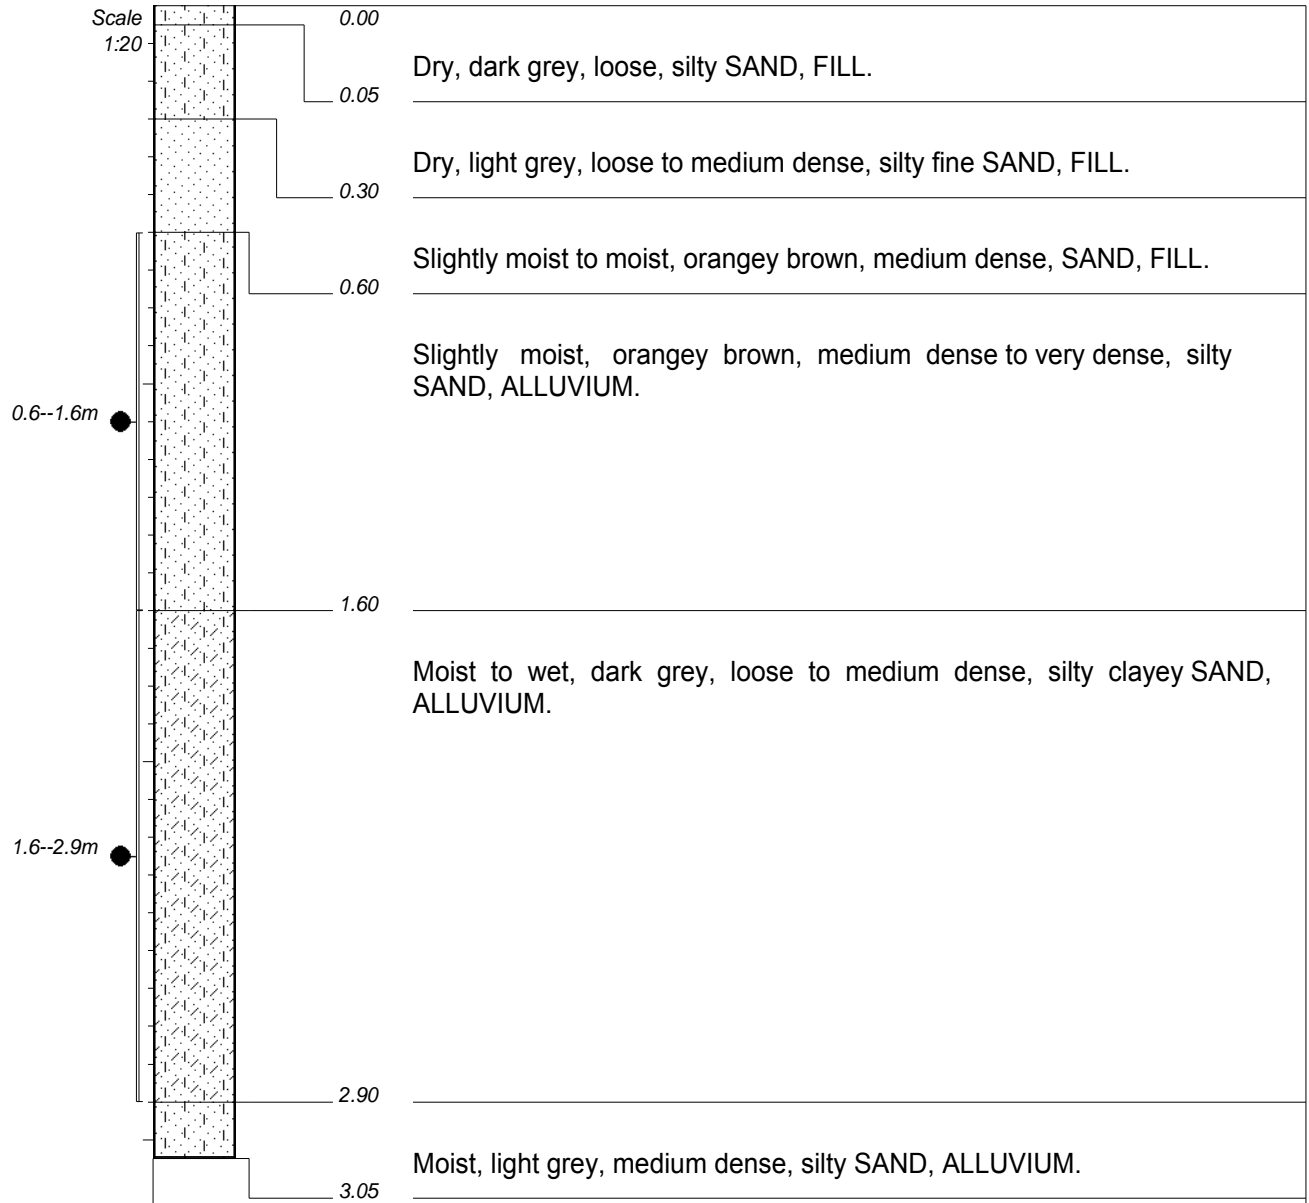 Scale
1:20
0.00
Dry, dark grey, loose, silty SAND, FILL.
0.05
Dry, light grey, loose to medium dense, silty fine SAND, FILL.
0.30
Slightly moist to moist, orangey brown, medium dense, SAND, FILL.
0.60
Slightly moist, orangey brown, medium dense to very dense, silty
SAND, ALLUVIUM.
0.6--1.6m
1.60
Moist to wet, dark grey, loose to medium dense, silty clayey SAND,
ALLUVIUM.
1.6--2.9m
2.90
Moist, light grey, medium dense, silty SAND, ALLUVIUM.
3.05